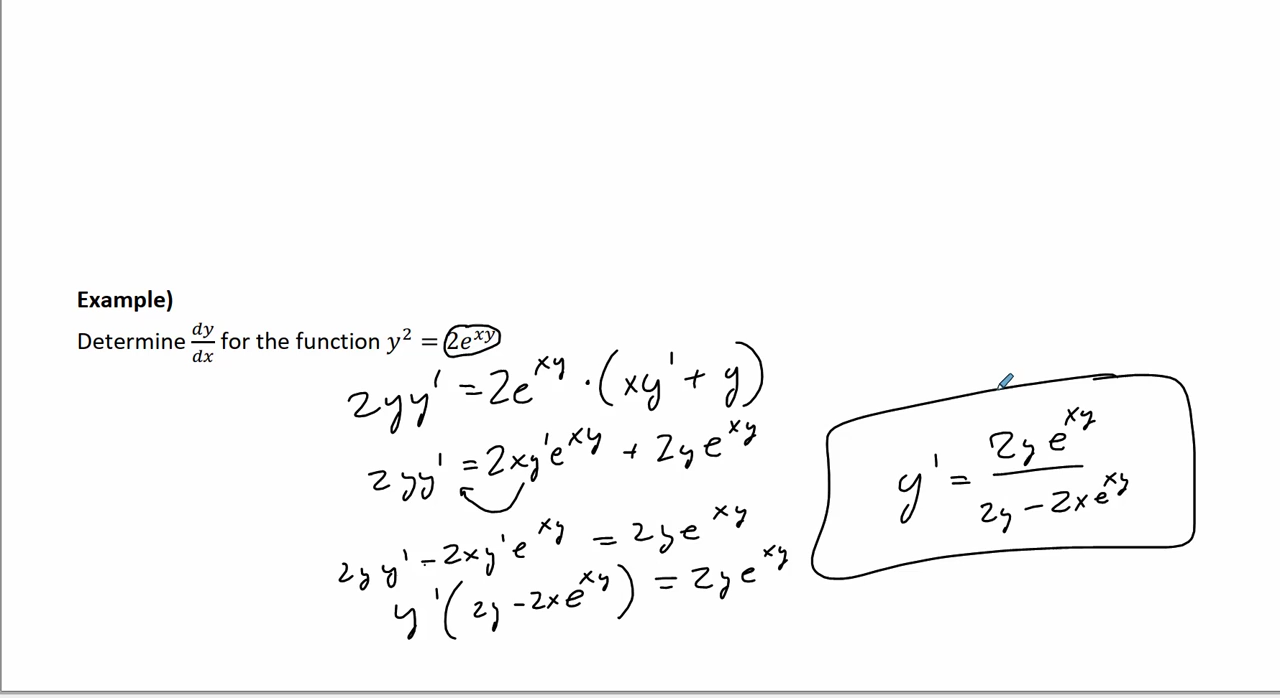 Example)
Determine dy/dx for the function y² = 2e^{xy}
2yy' = 2e^{xy} · (xy' + y)
2yy' = 2xy'e^{xy} + 2ye^{xy}
2yy' - 2xy'e^{xy} = 2ye^{xy}
y'(2y - 2xe^{xy}) = 2ye^{xy}
y' = 2ye^{xy} / 2y - 2xe^{xy}